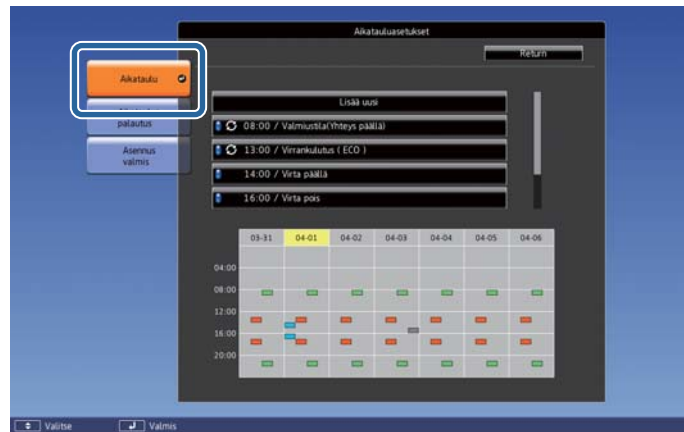 Aikatauluasetukset
Return
Aikataulu
palautus
Asennus
valmis
Lisää uusi
08:00 / Valmiustila(Yhteys päällä)
13:00 / Virrankulutus ( ECO )
14:00 / Virta päällä
16:00 / Virta pois
03-31 04-01 04-02 04-03 04-04 04-05 04-06
04:00
08:00
12:00
16:00
20:00
Valitse Valmis